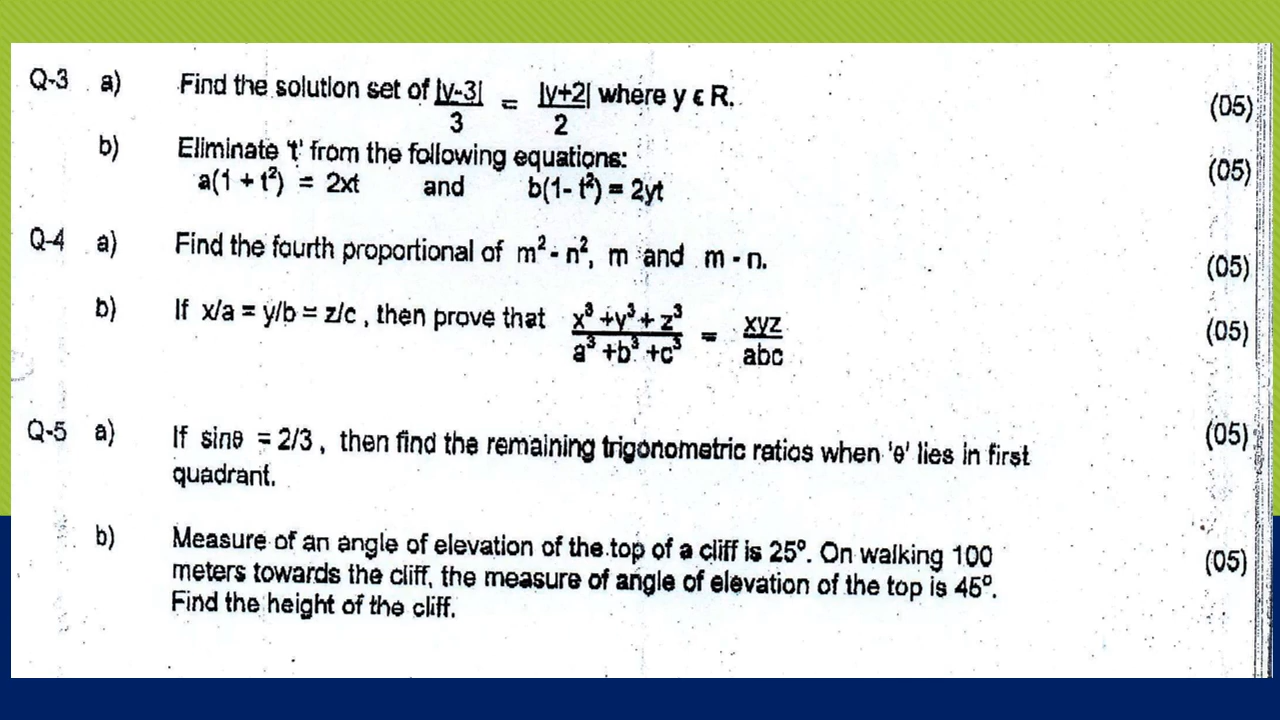 Q-3 a) Find the solution set of |y-3|/3 = |y+2|/2 where y ϵ R. (05)
b) Eliminate 't' from the following equations: (05)
a(1 + t²) = 2xt and b(1- t²) = 2yt
Q-4 a) Find the fourth proportional of m² - n², m and m - n. (05)
b) If x/a = y/b = z/c , then prove that x³ +y³ + z³ / a³ +b³ +c³ = xyz / abc (05)
Q-5 a) If sinθ = 2/3 , then find the remaining trigonometric ratios when 'θ' lies in first (05)
quadrant.
b) Measure of an angle of elevation of the top of a cliff is 25º. On walking 100 (05)
meters towards the cliff, the measure of angle of elevation of the top is 45º.
Find the height of the cliff.